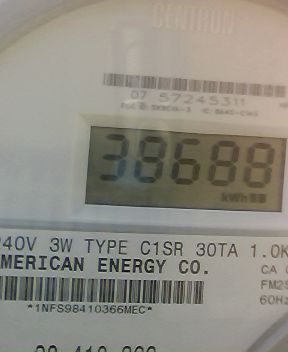 CENTRON
07 57245311
38688
kWh
240V 3W TYPE C1SR 30TA 1.0K
AMERICAN ENERGY CO.
CA
FM2S
60Hz
*1NFS98410366MEC*